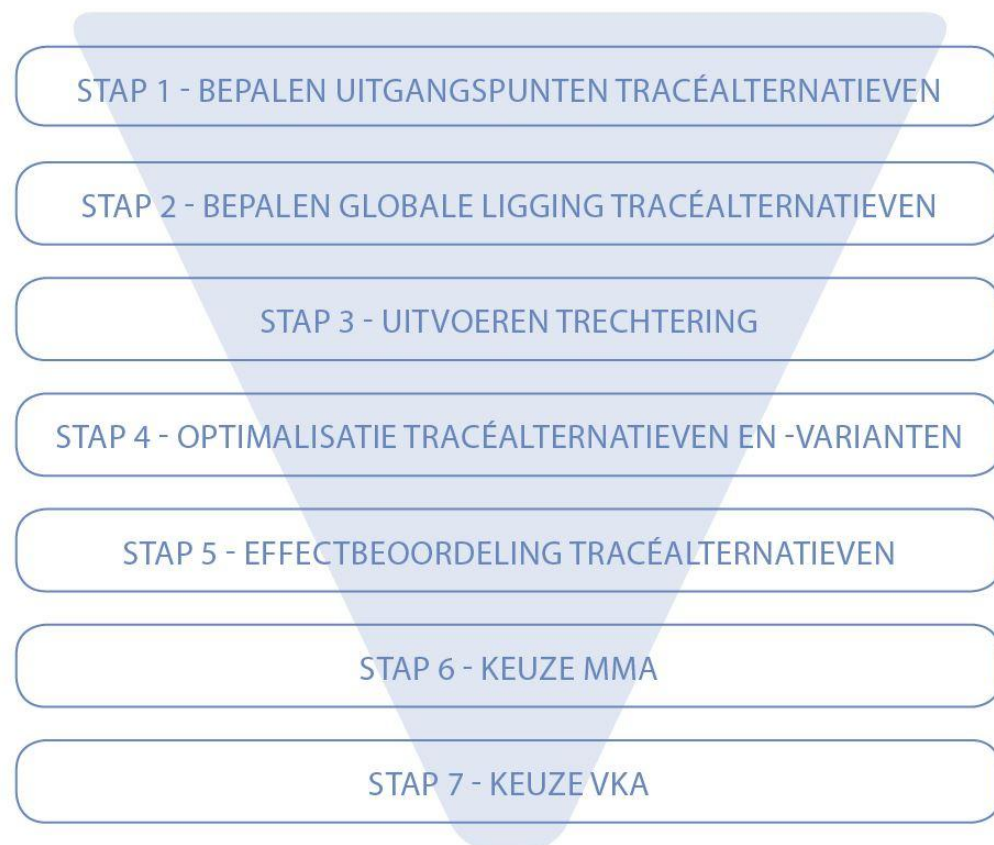 STAP 1 - BEPALEN UITGANGSPUNTEN TRACÉALTERNATIEVEN
STAP 2 - BEPALEN GLOBALE LIGGING TRACÉALTERNATIEVEN
STAP 3 - UITVOEREN TRECHTERING
STAP 4 - OPTIMALISATIE TRACÉALTERNATIEVEN EN -VARIANTEN
STAP 5 - EFFECTBEOORDELING TRACÉALTERNATIEVEN
STAP 6 - KEUZE MMA
STAP 7 - KEUZE VKA